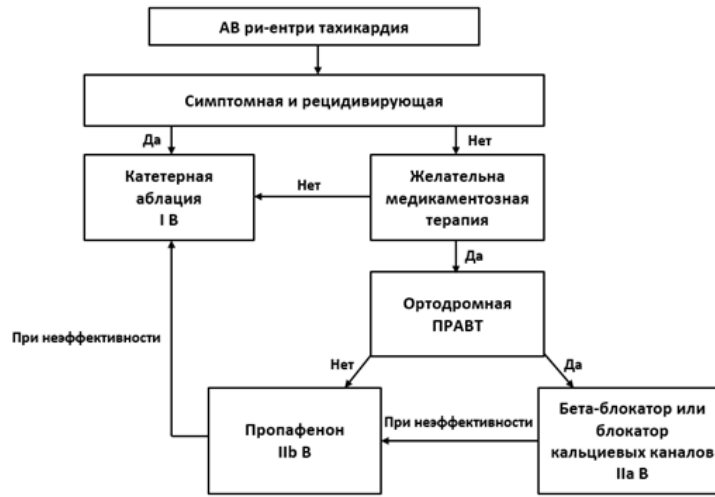 АВ ри-ентри тахикардия
Симптомная и рецидивирующая
Да
Нет
Катетерная
аблация
I B
Нет
Желательна
медикаментозная
терапия
Да
Ортодромная
ПРАВТ
При неэффективности
Нет
Да
Пропафенон
IIb B
При неэффективности
Бета-блокатор или
блокатор
кальциевых каналов
IIa B